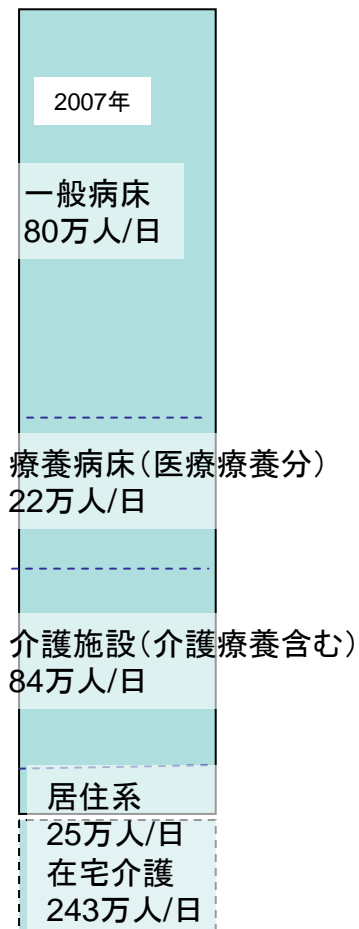 2007年
一般病床
80万人/日
療養病床(医療療養分)
22万人/日
介護施設(介護療養含む)
84万人/日
居住系
25万人/日
在宅介護
243万人/日